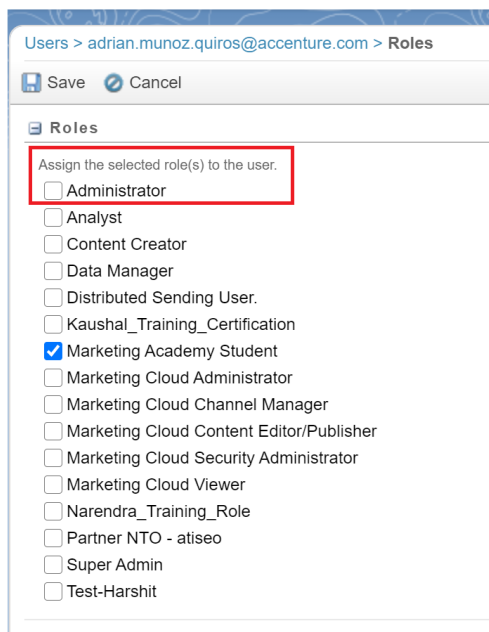 Users > adrian.munoz.quiros@accenture.com > Roles
Save Cancel
Roles
Assign the selected role(s) to the user.
Administrator
Analyst
Content Creator
Data Manager
Distributed Sending User.
Kaushal_Training_Certification
Marketing Academy Student
Marketing Cloud Administrator
Marketing Cloud Channel Manager
Marketing Cloud Content Editor/Publisher
Marketing Cloud Security Administrator
Marketing Cloud Viewer
Narendra_Training_Role
Partner NTO - atiseo
Super Admin
Test-Harshit